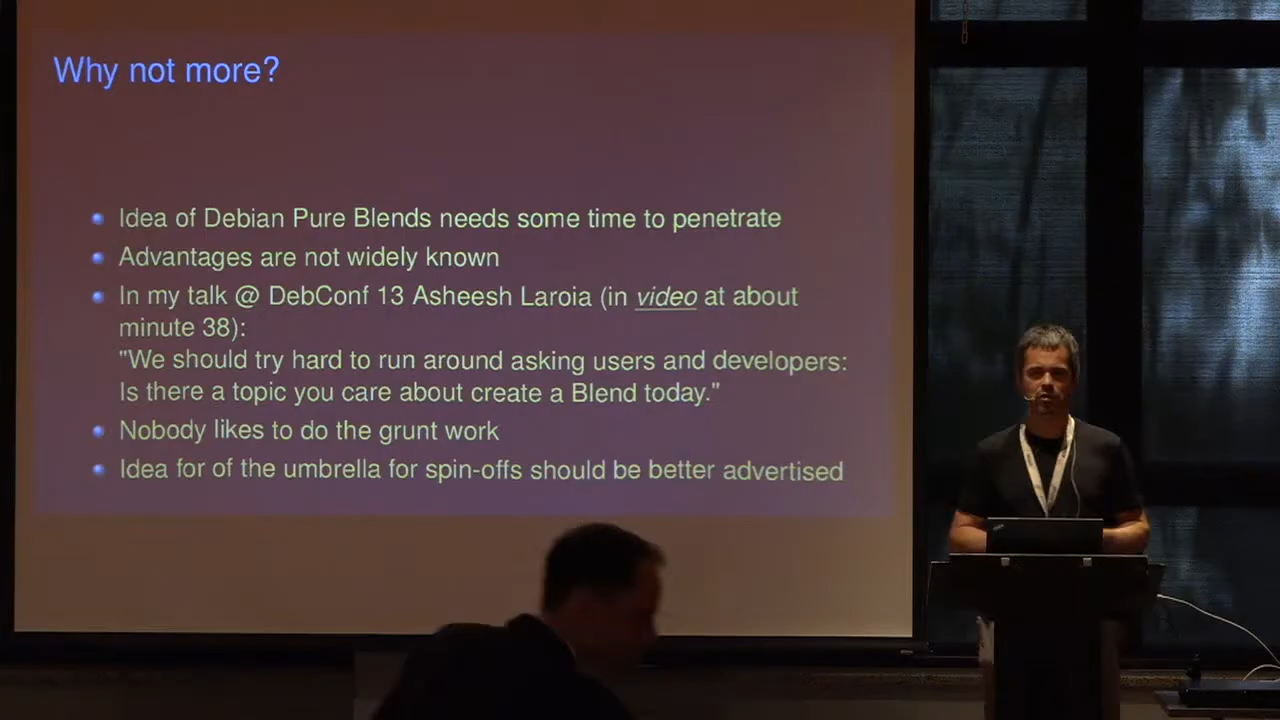 Why not more?
Idea of Debian Pure Blends needs some time to penetrate
Advantages are not widely known
In my talk @ DebConf 13 Asheesh Laroia (in video at about
minute 38):
"We should try hard to run around asking users and developers:
Is there a topic you care about create a Blend today."
Nobody likes to do the grunt work
Idea for of the umbrella for spin-offs should be better advertised